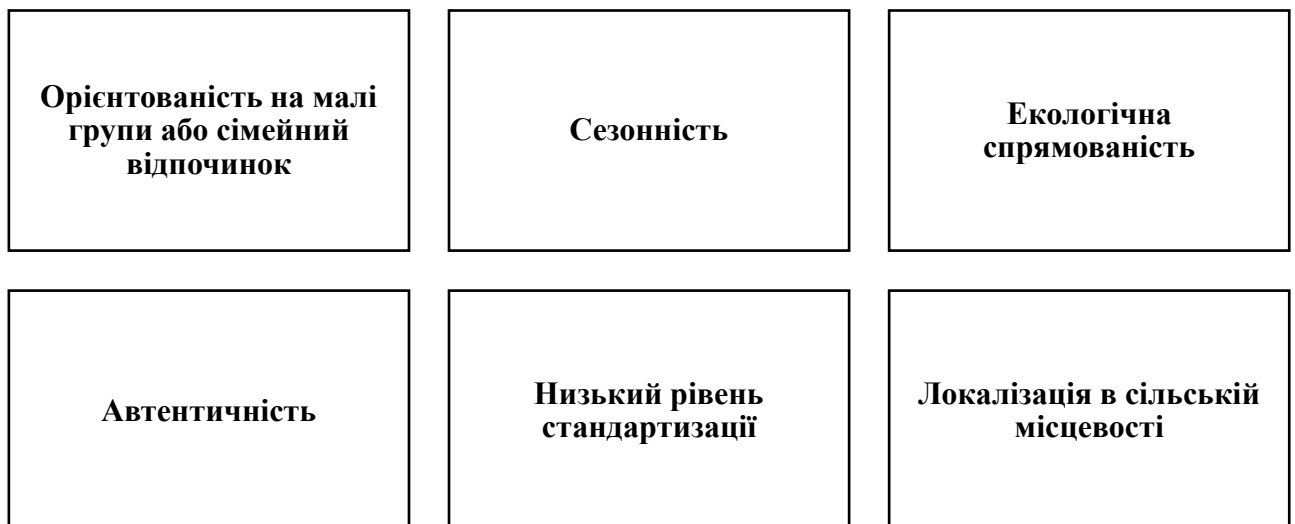 Орієнтованість на малі
групи або сімейний
відпочинок
Сезонність
Екологічна
спрямованість
Автентичність
Низький рівень
стандартизації
Локалізація в сільській
місцевості